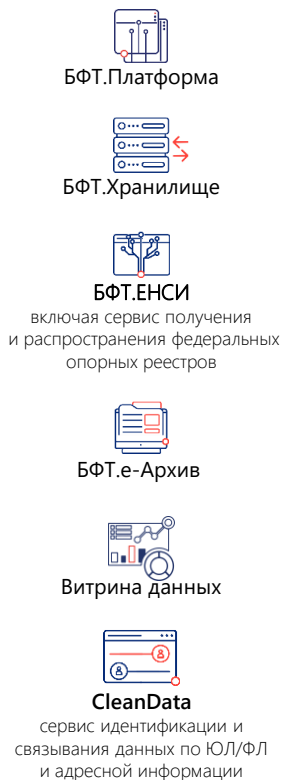 БФТ.Платформа
БФТ.Хранилище
БФТ.ЕНСИ
включая сервис получения
и распространения федеральных
опорных реестров
БФТ.е-Архив
Витрина данных
CleanData
сервис идентификации и
связывания данных по ЮЛ/ФЛ
и адресной информации